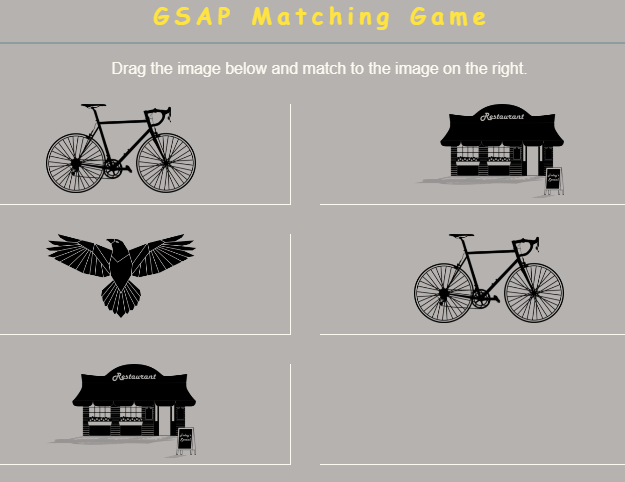 GSAP Matching Game
Drag the image below and match to the image on the right.
Restaurant
Restaurant